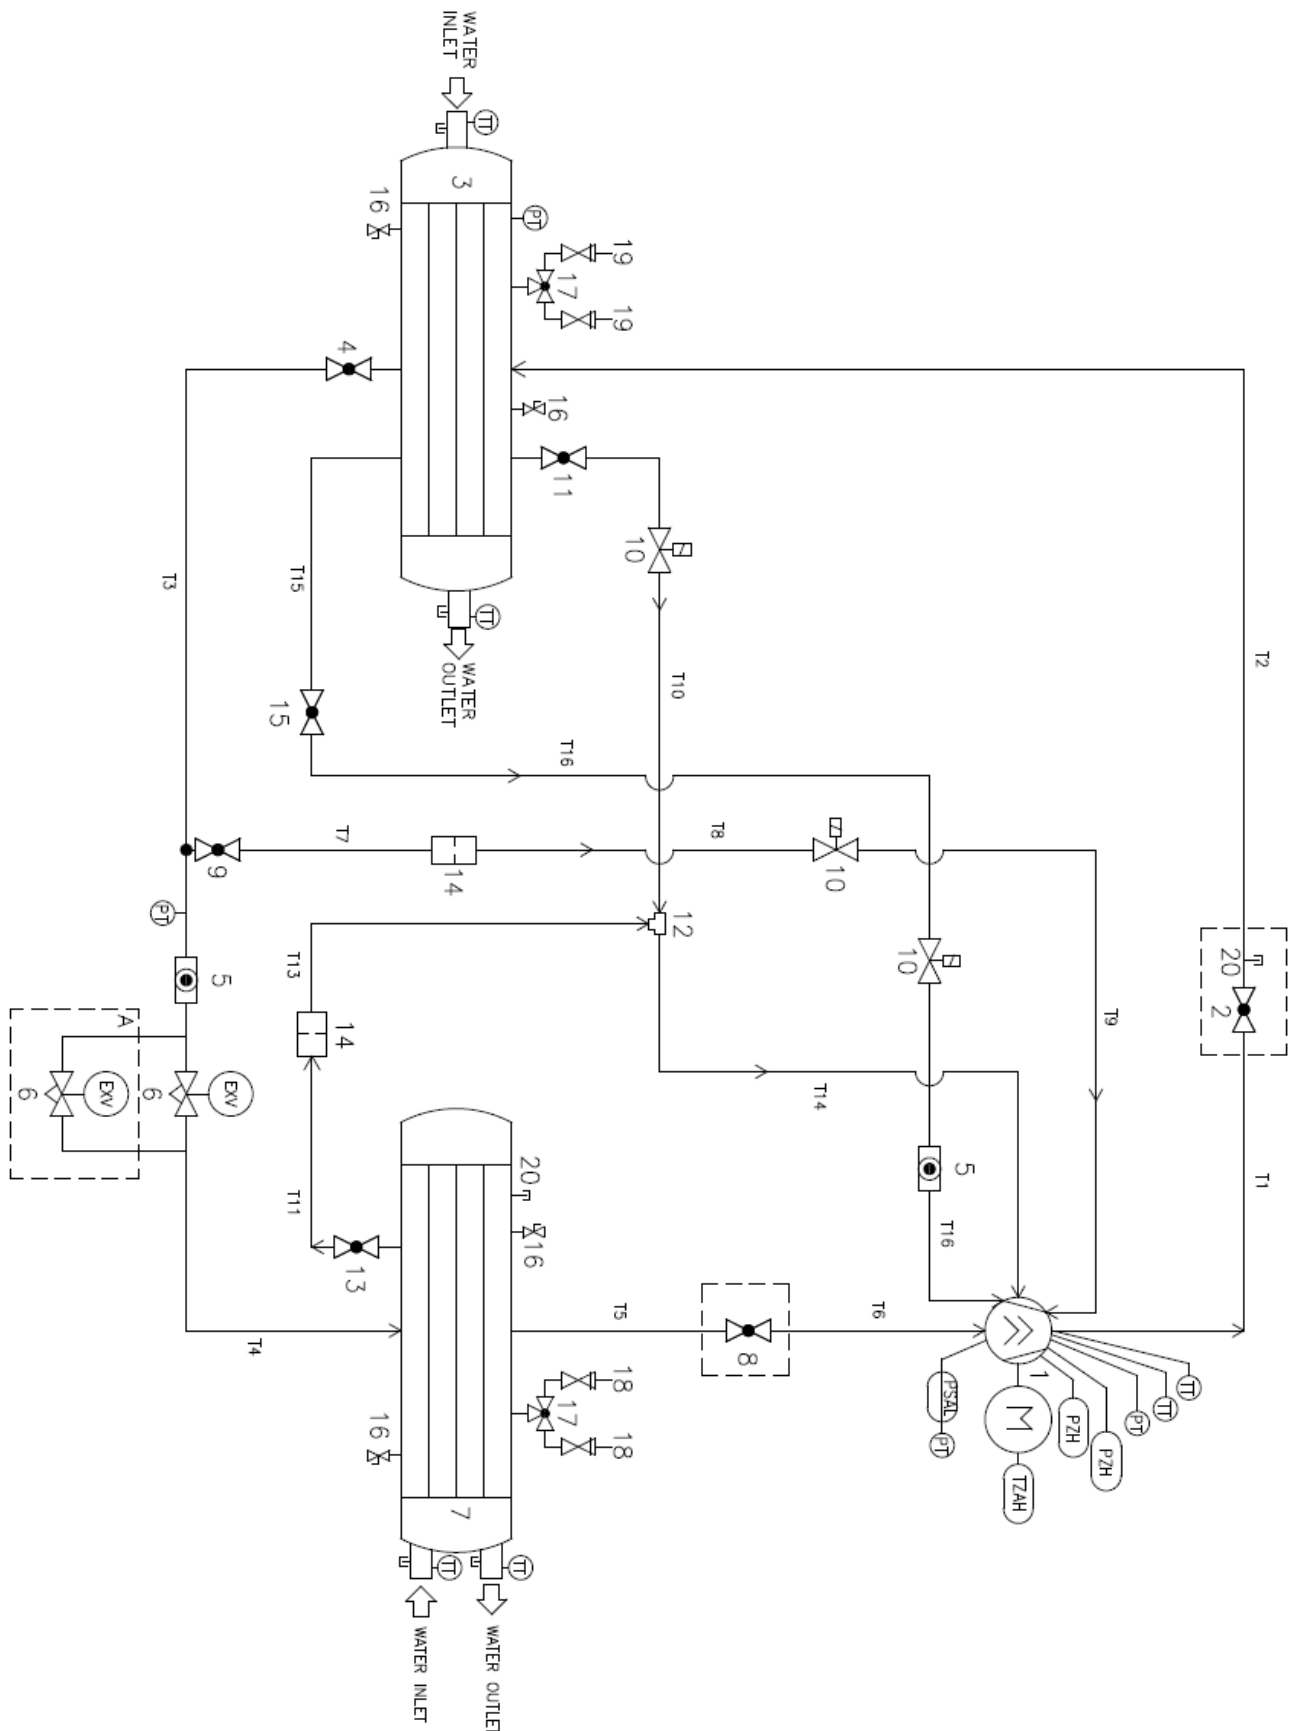 WATER
INLET
TT
3
16
PT
19
17
19
4
16
11
10
T3
T15
TT
WATER
OUTLET
T2
T10
15
T16
T7
T8
9
14
10
PT
12
T13
10
20
2
5
T9
14
A
EXV
6
EXV
6
T14
20
5
T11
16
T1
13
T16
T5
T6
T4
8
1
18
17
18
16
PSAL
PT
M
PZH
PZH
PT
TT
TT
TZAH
7
TT
TT
WATER INLET
WATER OUTLET